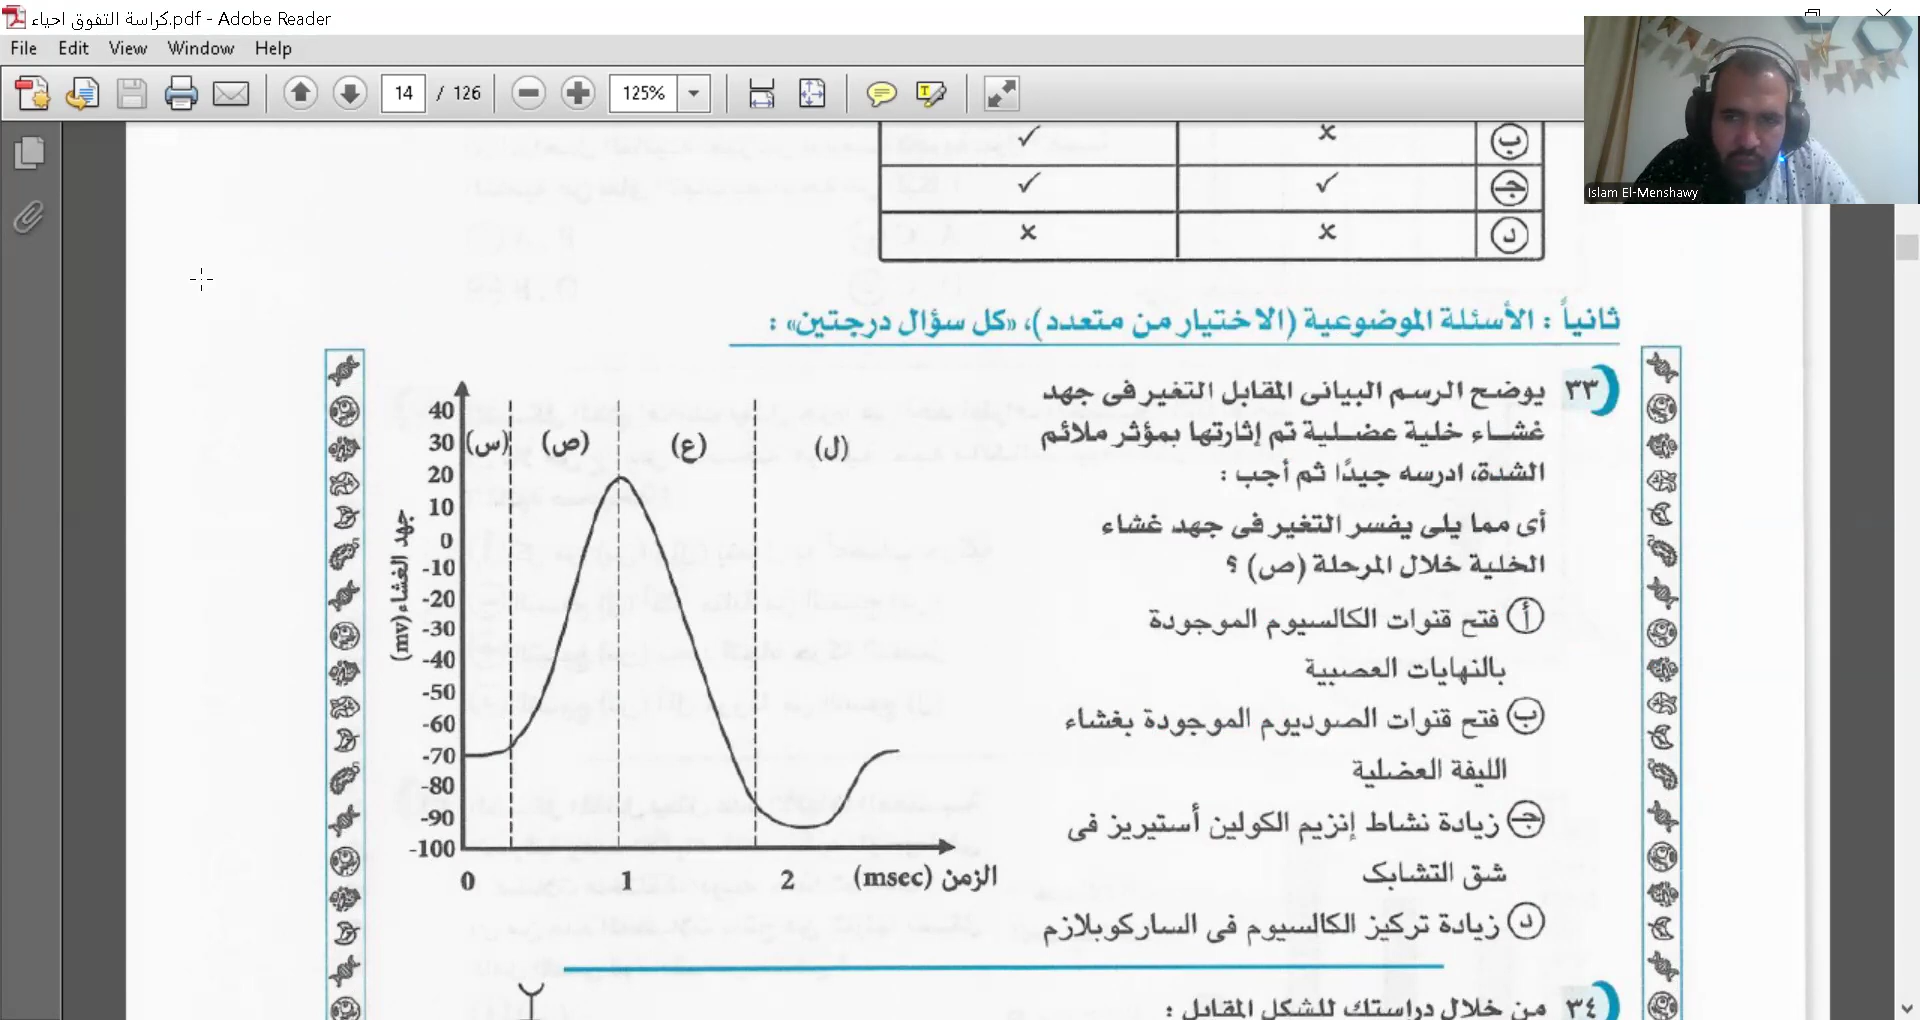 كراسة التفوق احياء.pdf - Adobe Reader
File Edit View Window Help
14 / 126 125%
Islam El-Menshawy
ب × ✓
ج ✓ ✓
د × ×
ثانياً : الأسئلة الموضوعية (الاختيار من متعدد)، «كل سؤال درجتين» :
٣٣ يوضح الرسم البيانى المقابل التغير فى جهد
غشاء خلية عضلية تم إثارتها بمؤثر ملائم
الشدة، ادرسه جيدًا ثم أجب :
أى مما يلى يفسر التغير فى جهد غشاء
الخلية خلال المرحلة (ص) ؟
أ فتح قنوات الكالسيوم الموجودة
بالنهايات العصبية
ب فتح قنوات الصوديوم الموجودة بغشاء
الليفة العضلية
ج زيادة نشاط إنزيم الكولين أستيريز فى
شق التشابك
د زيادة تركيز الكالسيوم فى الساركوبلازم
جهد الغشاء (mv)
40
30
20
10
0
-10
-20
-30
-40
-50
-60
-70
-80
-90
-100
(س) (ص) (ع) (ل)
0 1 2 الزمن (msec)
٣٤ من خلال دراستك للشكل المقابل :